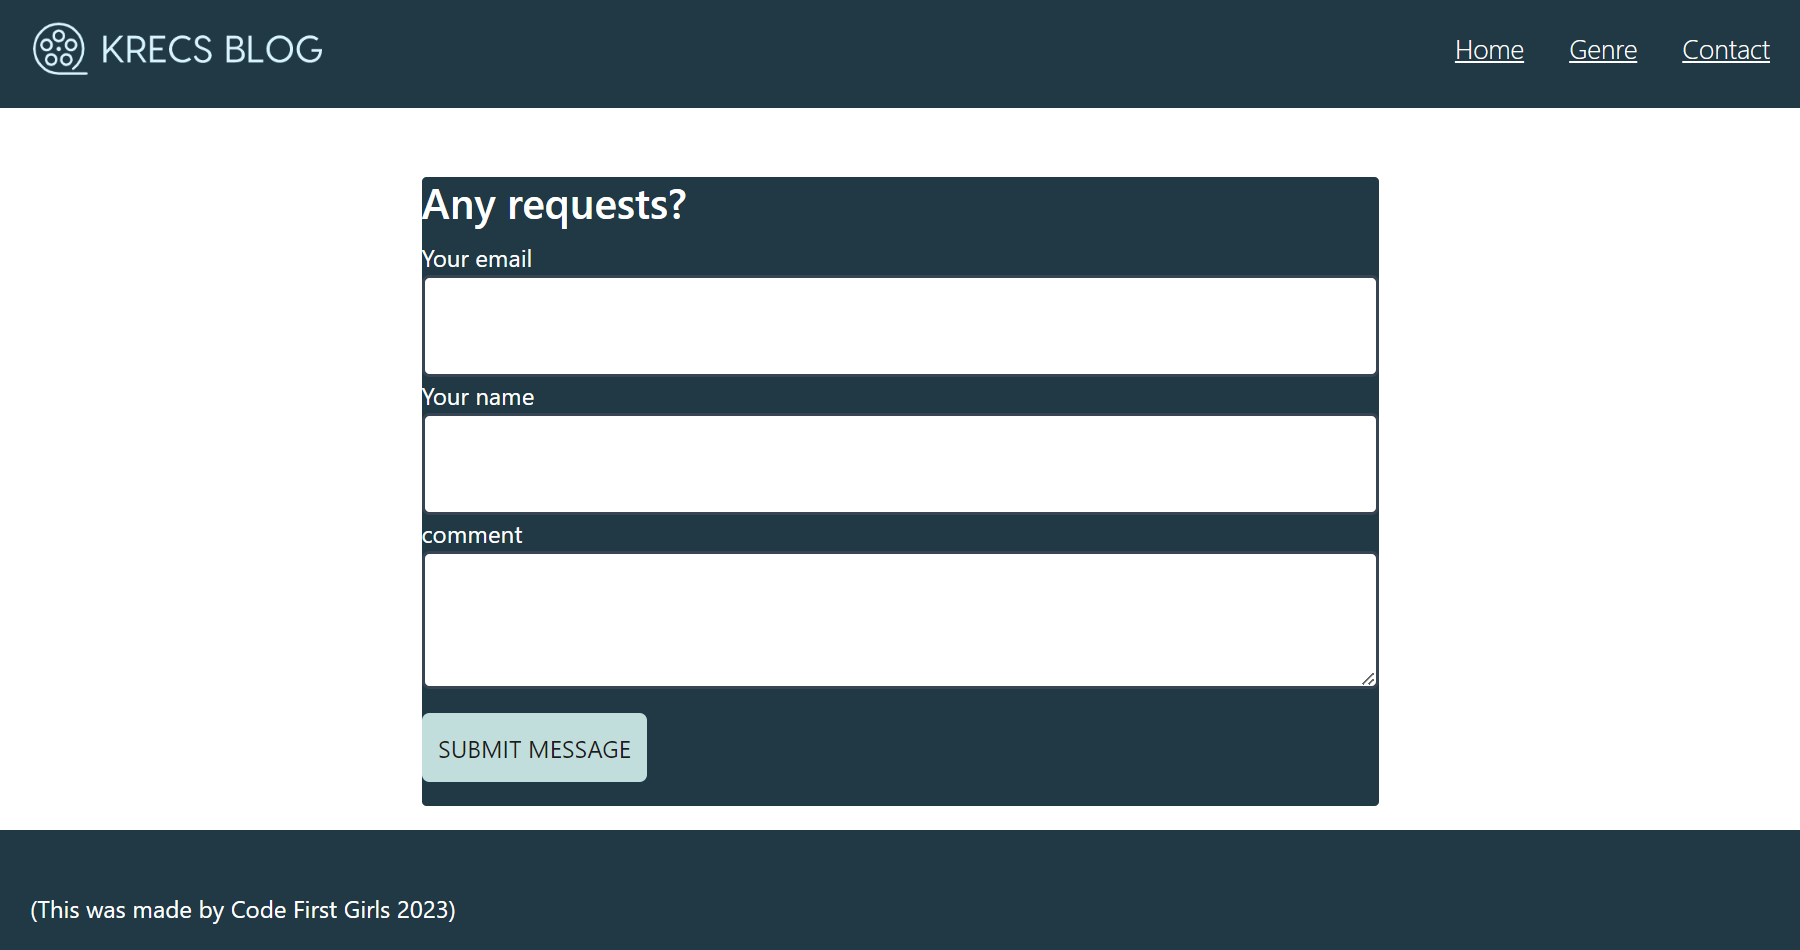 KRECS BLOG
Home Genre Contact
Any requests?
Your email
Your name
comment
SUBMIT MESSAGE
(This was made by Code First Girls 2023)